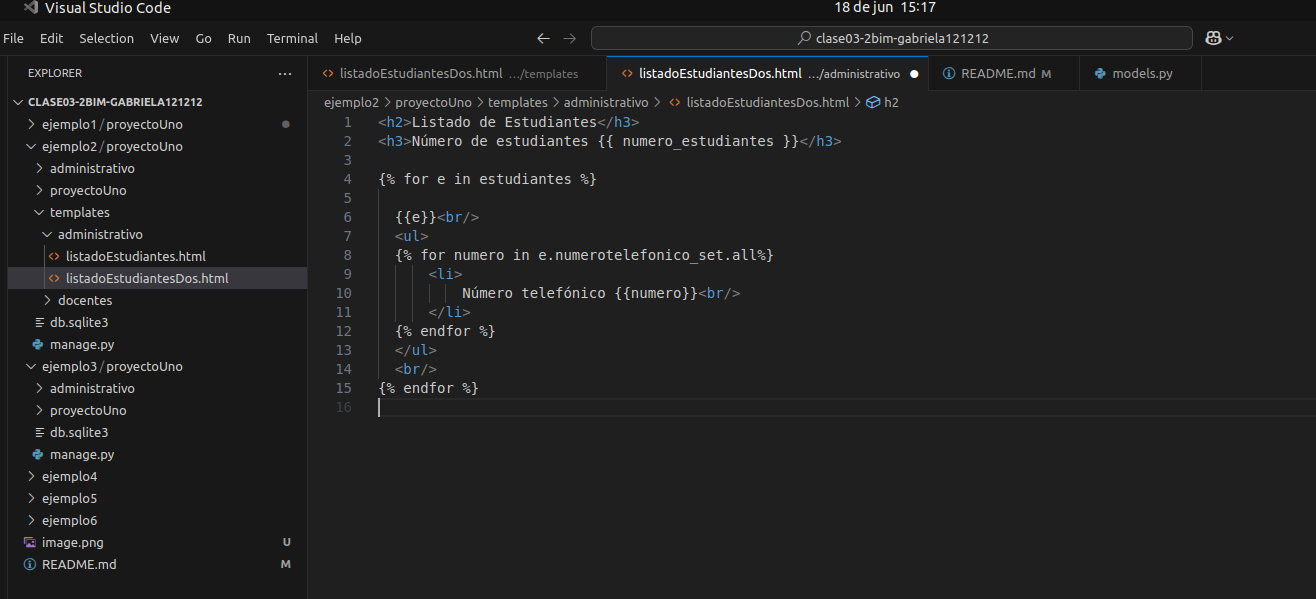 Visual Studio Code
18 de jun 15:17
File Edit Selection View Go Run Terminal Help
clase03-2bim-gabriela121212
EXPLORER
CLASE03-2BIM-GABRIELA121212
ejemplo1/proyectoUno
ejemplo2/proyectoUno
administrativo
proyectoUno
templates
administrativo
listadoEstudiantes.html
listadoEstudiantesDos.html
docentes
db.sqlite3
manage.py
ejemplo3/proyectoUno
administrativo
proyectoUno
db.sqlite3
manage.py
ejemplo4
ejemplo5
ejemplo6
image.png U
README.md M
listadoEstudiantesDos.html .../templates
listadoEstudiantesDos.html .../administrativo
README.md M
models.py
ejemplo2 > proyectoUno > templates > administrativo > listadoEstudiantesDos.html > h2
1 <h2>Listado de Estudiantes</h3>
2 <h3>Número de estudiantes {{ numero_estudiantes }}</h3>
3
4 {% for e in estudiantes %}
5
6 {{e}}<br/>
7 <ul>
8 {% for numero in e.numerotelefonico_set.all%}
9 <li>
10 Número telefónico {{numero}}<br/>
11 </li>
12 {% endfor %}
13 </ul>
14 <br/>
15 {% endfor %}
16